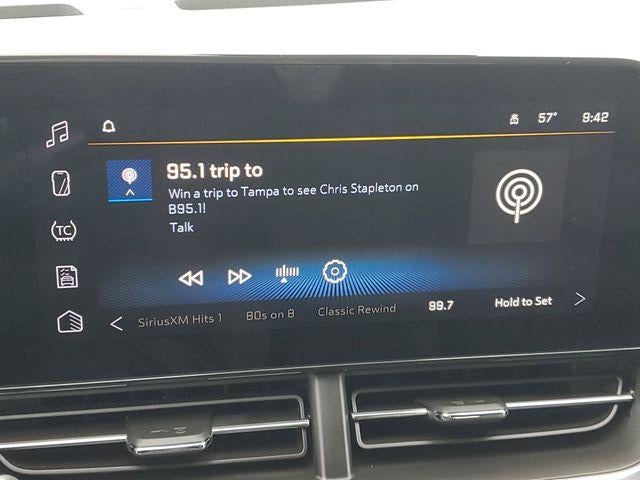 57° 9:42
95.1 trip to
Win a trip to Tampa to see Chris Stapleton on
B95.1!
Talk
TC
SiriusXM Hits 1 80s on 8 Classic Rewind 99.7 Hold to Set